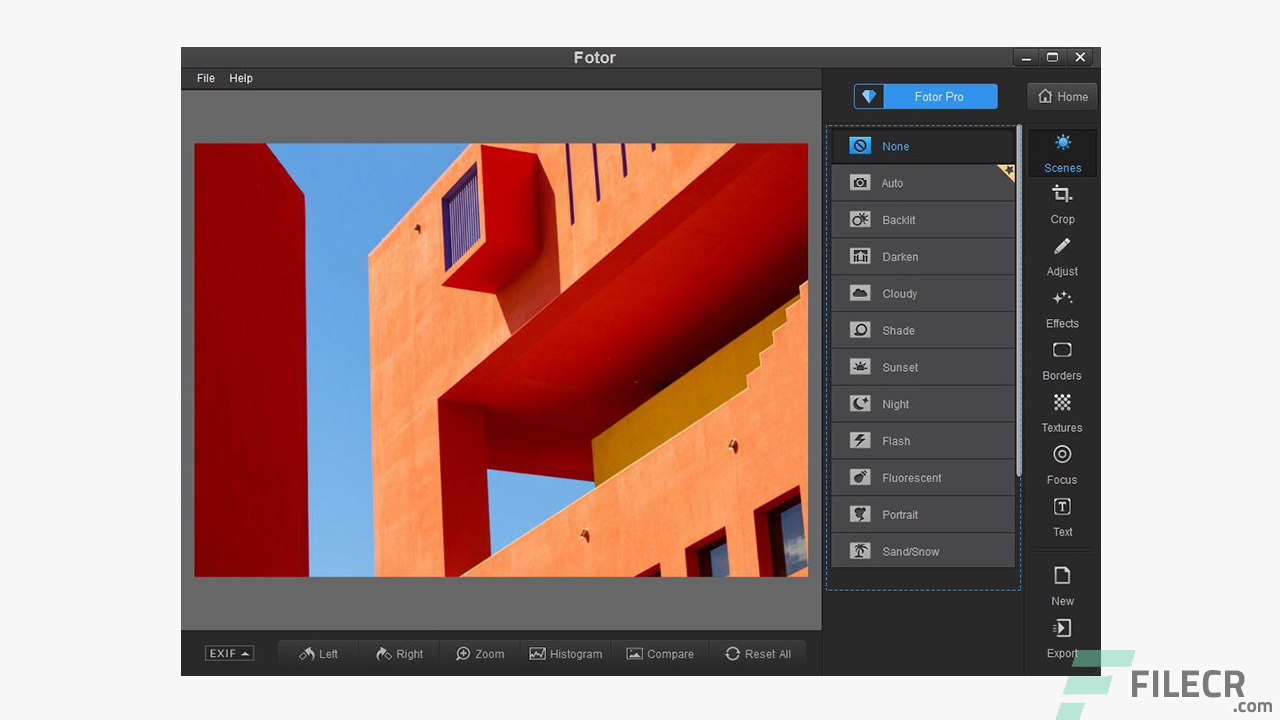 Fotor
File Help
Fotor Pro
Home
None
Auto
Backlit
Darken
Cloudy
Shade
Sunset
Night
Flash
Fluorescent
Portrait
Sand/Snow
Scenes
Crop
Adjust
Effects
Borders
Textures
Focus
T
Text
New
Export
EXIF
Left
Right
Zoom
Histogram
Compare
Reset All
FILECR
.com